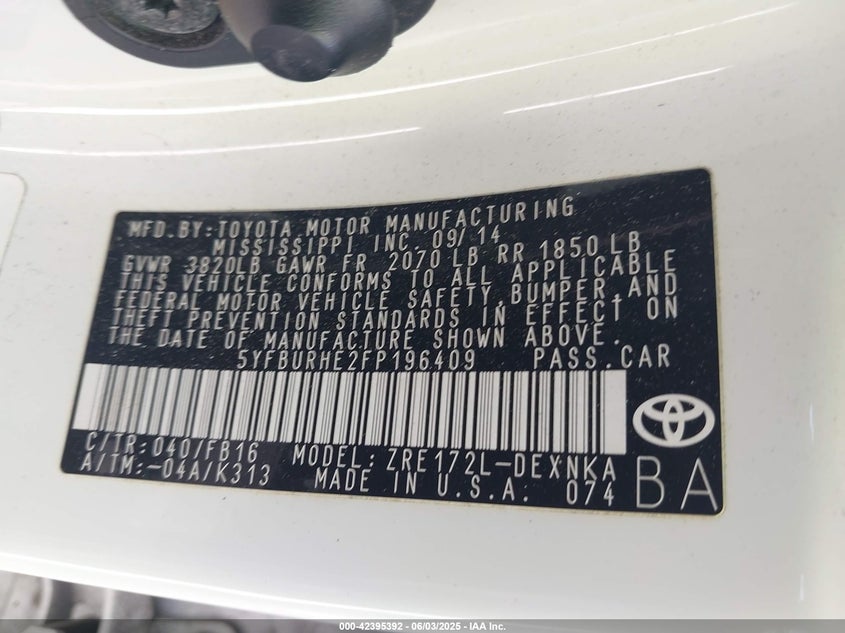 MFD.BY:TOYOTA MOTOR MANUFACTURING
MISSISSIPPI INC. 09/14
GVWR 3820LB GAWR FR 2070 LB RR 1850 LB
THIS VEHICLE CONFORMS TO ALL APPLICABLE
FEDERAL MOTOR VEHICLE SAFETY,BUMPER,AND
THEFT PREVENTION STANDARDS IN EFFECT ON
THE DATE OF MANUFACTURE SHOWN ABOVE.
5YFBURHE2FP196409 PASS.CAR
C/TR:040/FB16 MODEL:ZRE172L-DEXNKA
A/TM:-04A/K313 MADE IN U.S.A. 074
BA
000-42395392 - 06/03/2025 - IAA Inc.